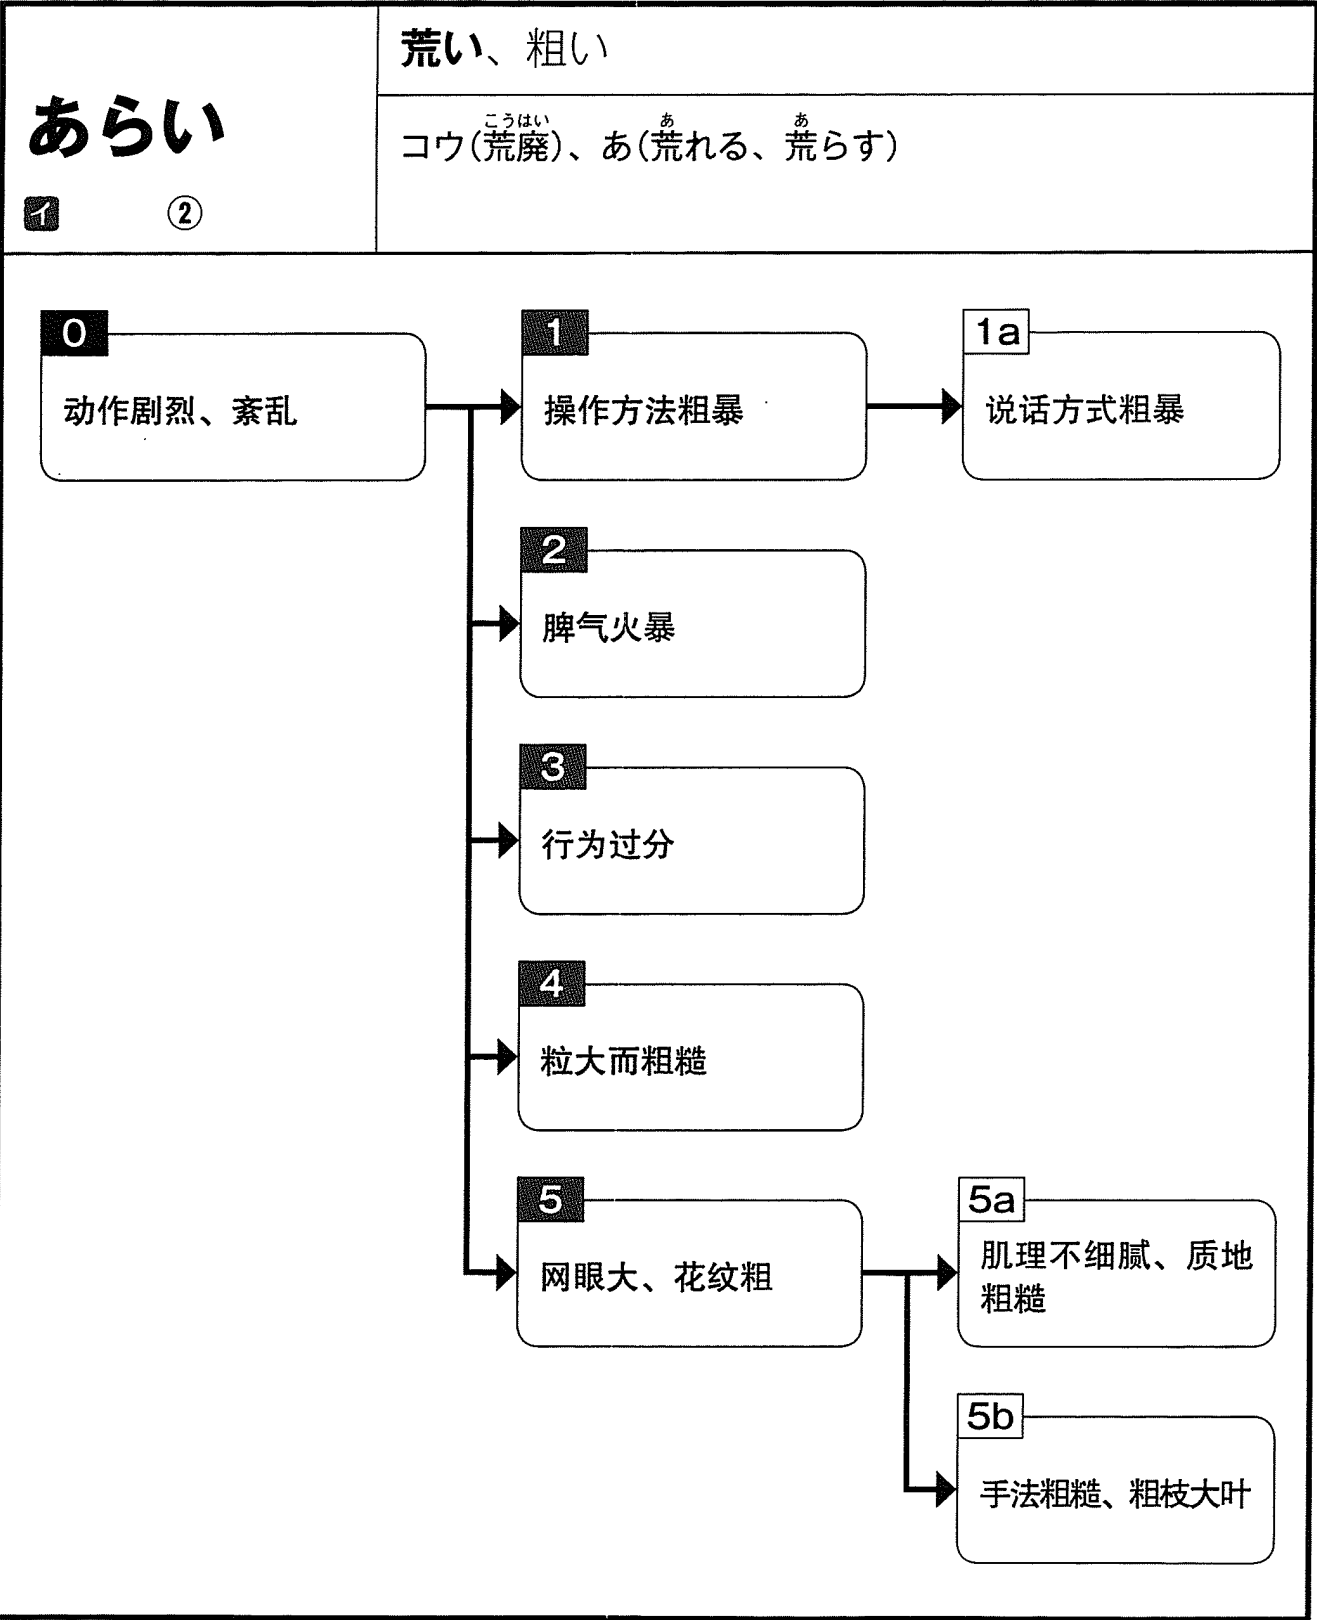 あらい
イ ②
荒い、粗い
こうはい あ あ
コウ(荒廃)、あ(荒れる、荒らす)
0
动作剧烈、紊乱
1
操作方法粗暴
1a
说话方式粗暴
2
脾气火暴
3
行为过分
4
粒大而粗糙
5
网眼大、花纹粗
5a
肌理不细腻、质地
粗糙
5b
手法粗糙、粗枝大叶